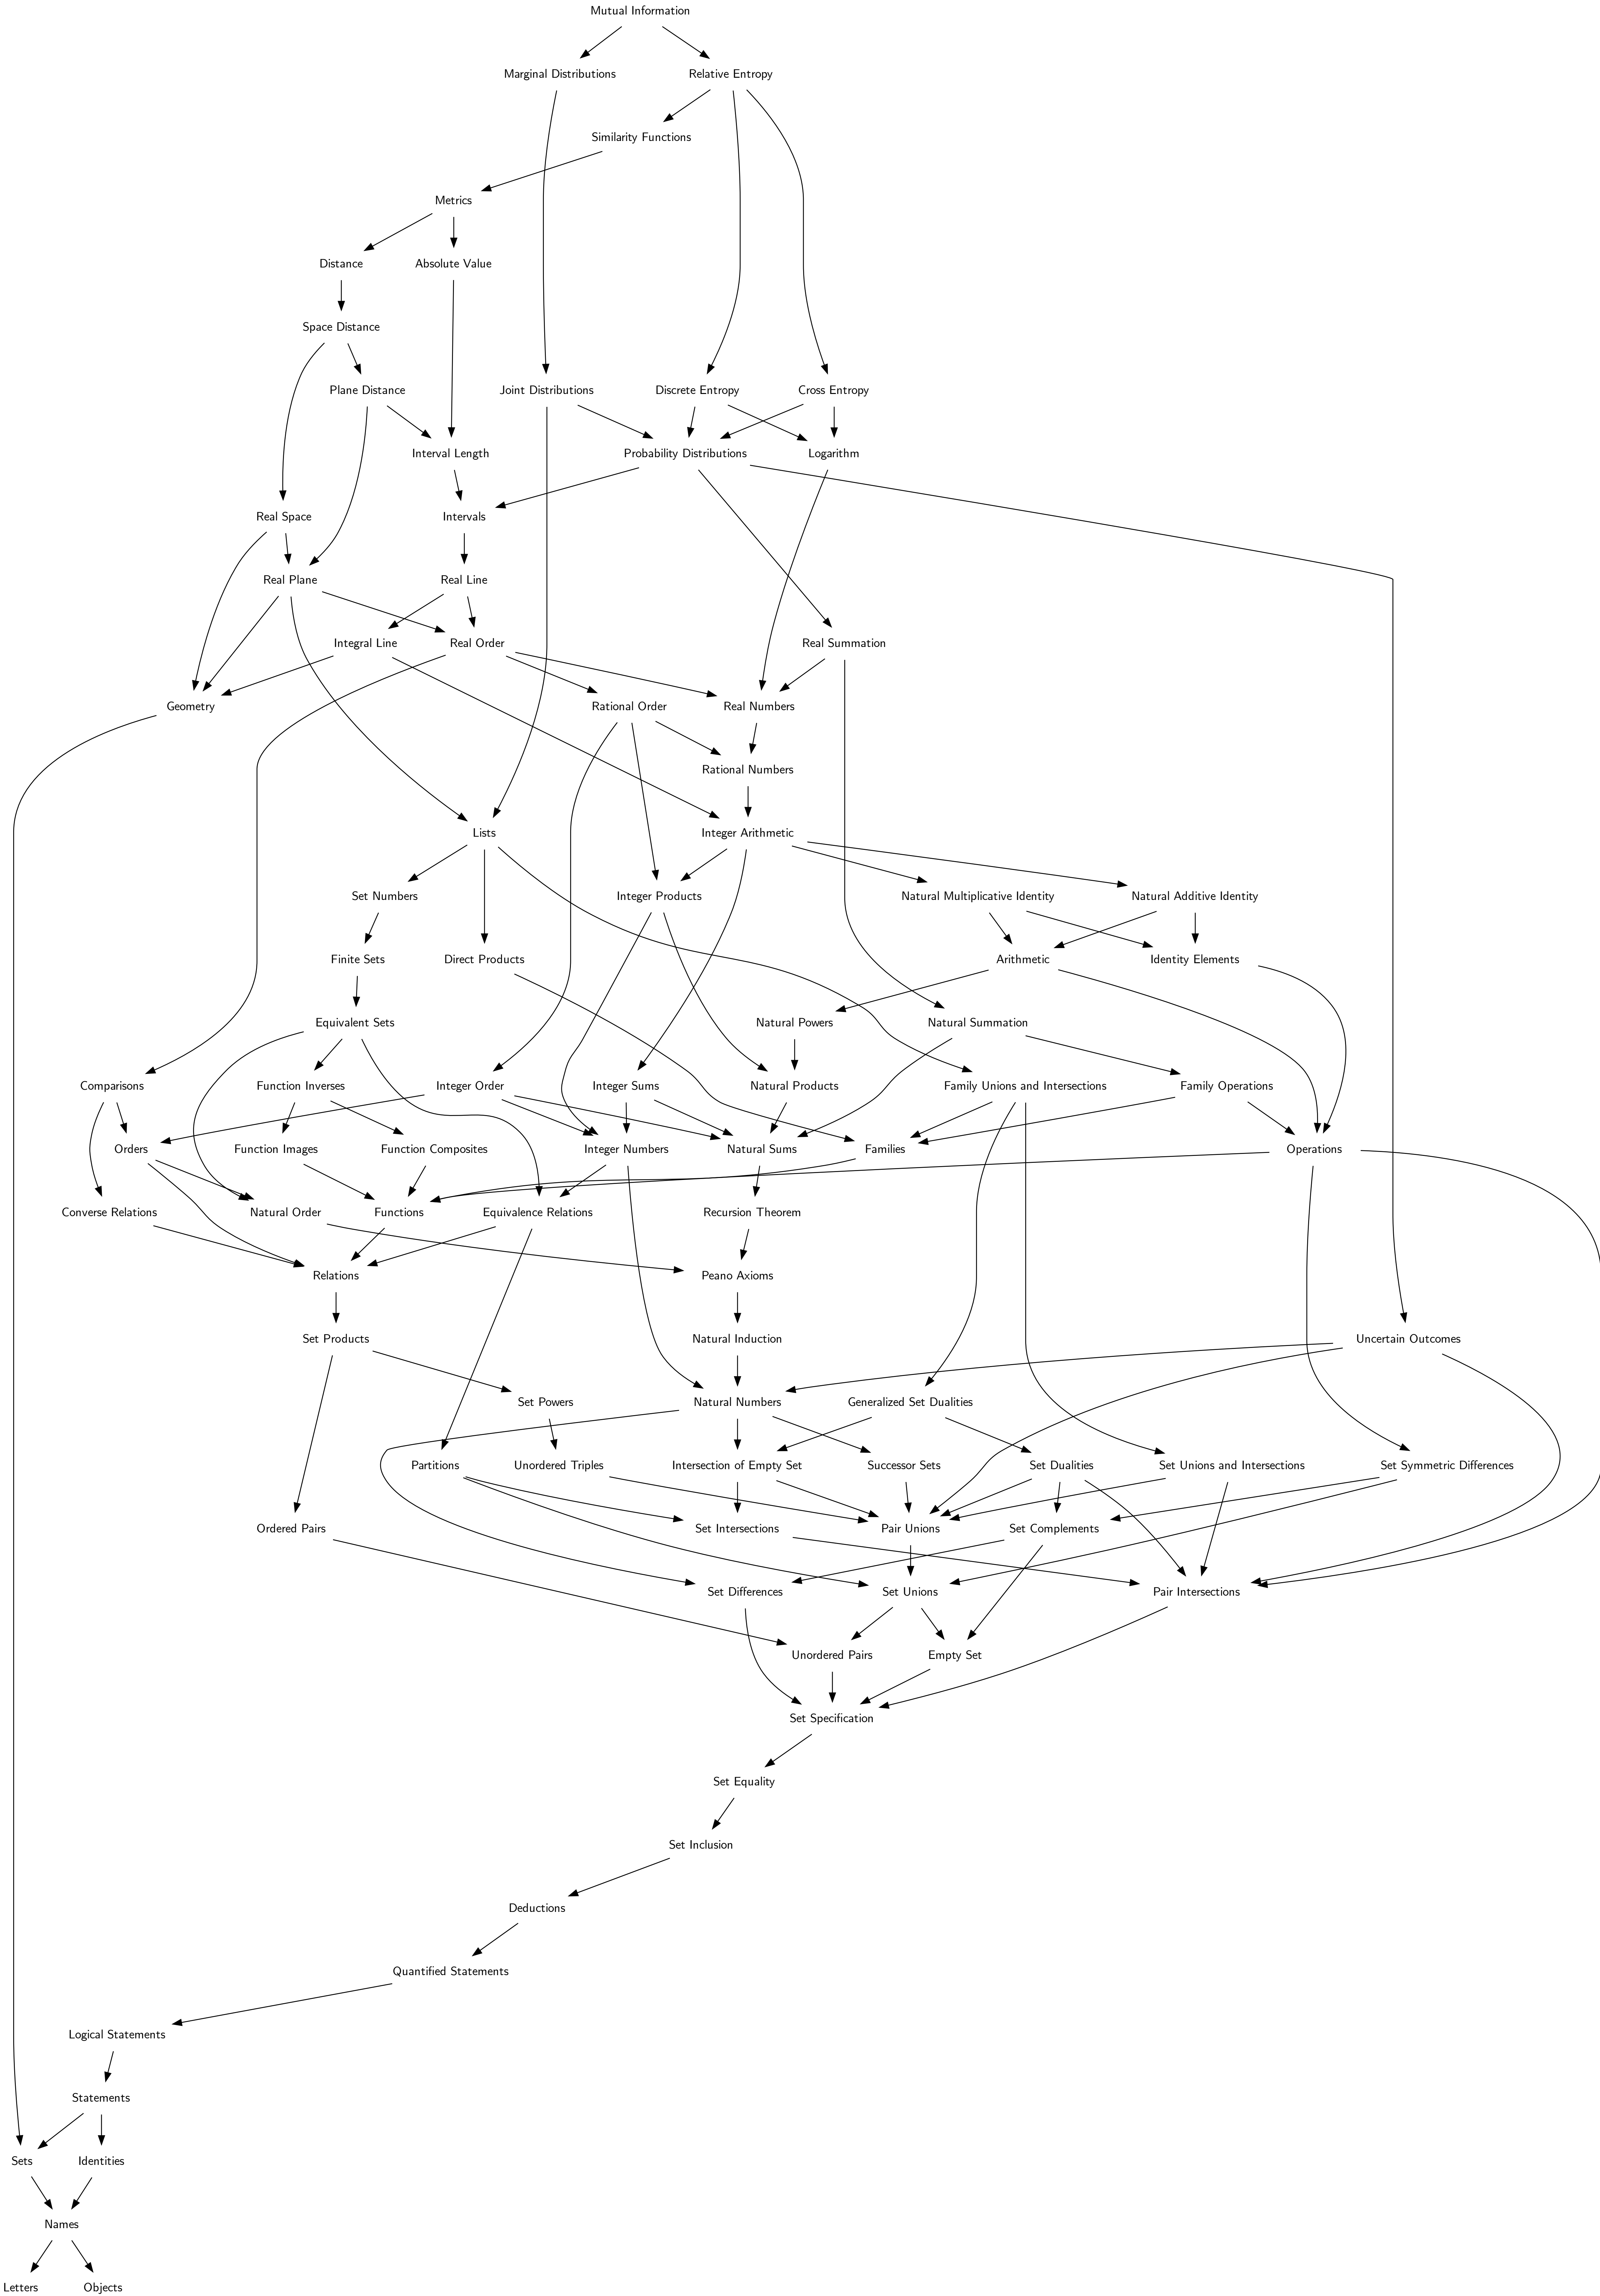 Mutual Information
Marginal Distributions
Relative Entropy
Similarity Functions
Metrics
Distance
Absolute Value
Space Distance
Plane Distance
Joint Distributions
Discrete Entropy
Cross Entropy
Interval Length
Probability Distributions
Logarithm
Real Space
Intervals
Real Plane
Real Line
Integral Line
Real Order
Real Summation
Geometry
Rational Order
Real Numbers
Rational Numbers
Lists
Integer Arithmetic
Set Numbers
Integer Products
Natural Multiplicative Identity
Natural Additive Identity
Finite Sets
Direct Products
Arithmetic
Identity Elements
Equivalent Sets
Natural Powers
Natural Summation
Comparisons
Function Inverses
Integer Order
Integer Sums
Natural Products
Family Unions and Intersections
Family Operations
Orders
Function Images
Function Composites
Integer Numbers
Natural Sums
Families
Operations
Converse Relations
Natural Order
Functions
Equivalence Relations
Recursion Theorem
Relations
Peano Axioms
Set Products
Natural Induction
Uncertain Outcomes
Set Powers
Natural Numbers
Generalized Set Dualities
Partitions
Unordered Triples
Intersection of Empty Set
Successor Sets
Set Dualities
Set Unions and Intersections
Set Symmetric Differences
Ordered Pairs
Set Intersections
Pair Unions
Set Complements
Set Differences
Set Unions
Pair Intersections
Unordered Pairs
Empty Set
Set Specification
Set Equality
Set Inclusion
Deductions
Quantified Statements
Logical Statements
Statements
Sets
Identities
Names
Letters
Objects